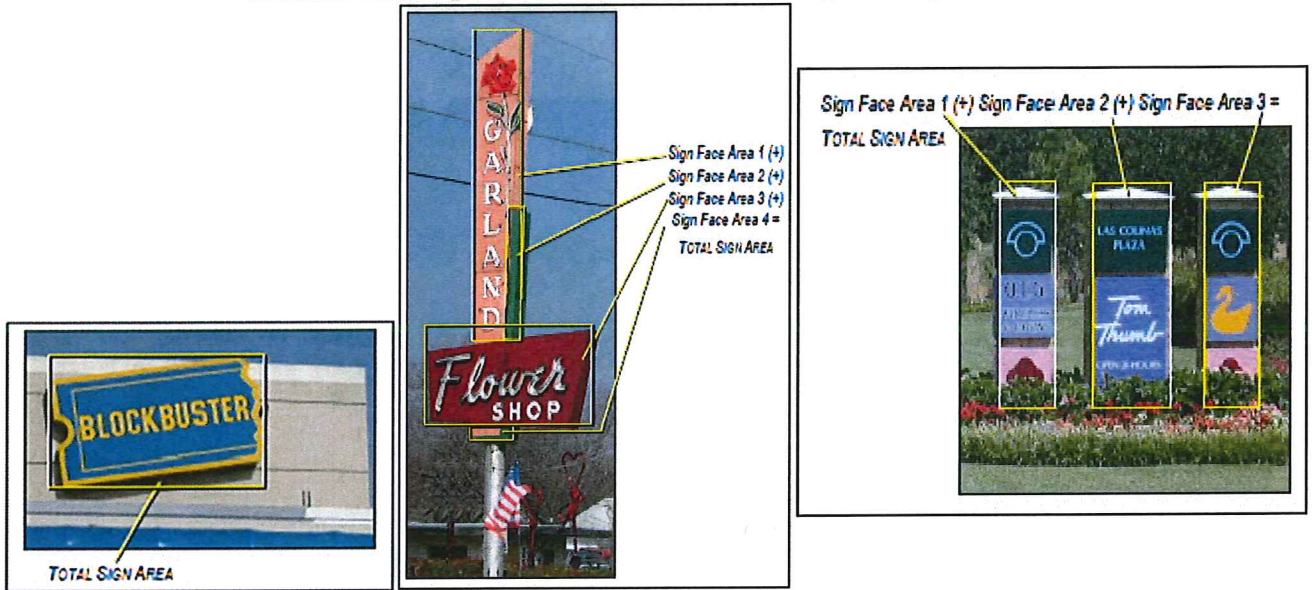 BLOCKBUSTER
TOTAL SIGN AREA
GARLAND
Flower
SHOP
Sign Face Area 1 (+)
Sign Face Area 2 (+)
Sign Face Area 3 (+)
Sign Face Area 4 =
TOTAL SIGN AREA
Sign Face Area 1 (+) Sign Face Area 2 (+) Sign Face Area 3 =
TOTAL SIGN AREA
LAS COLINAS
PLAZA
Tom
Thumb